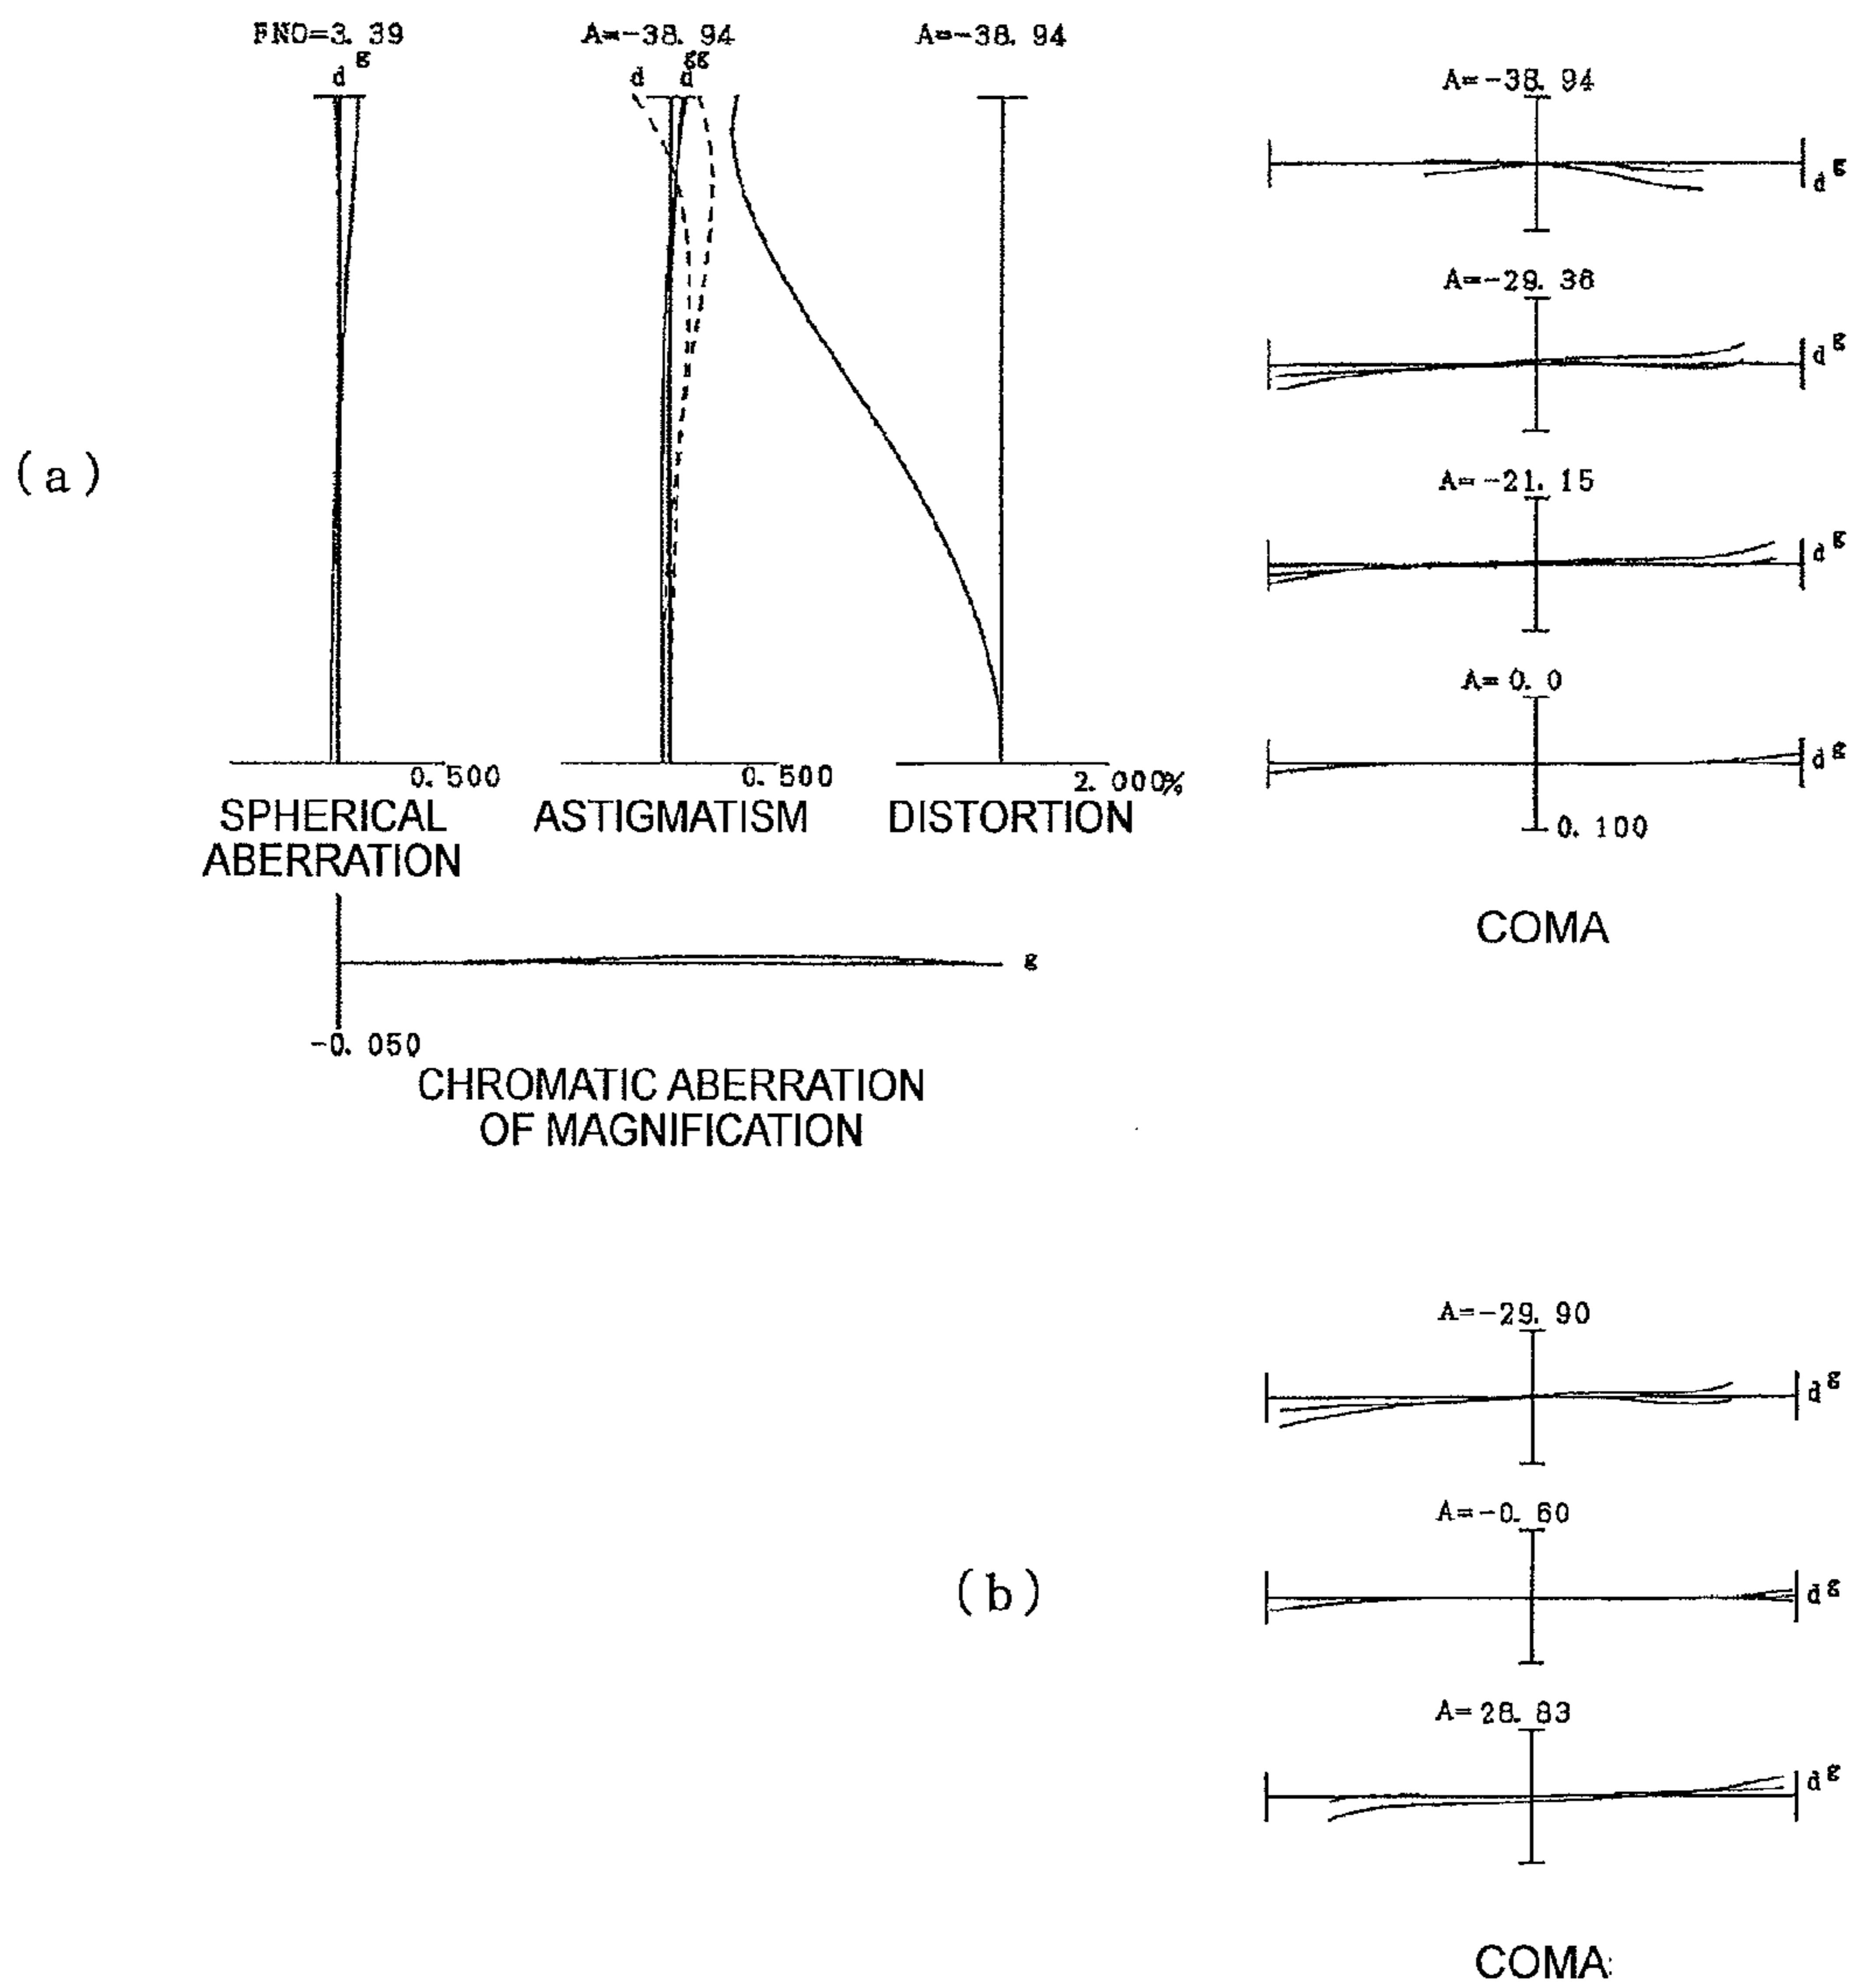 (a)
FNO=3.39
d g
0.500
SPHERICAL
ABERRATION
A=-38.94
d d gg
0.500
ASTIGMATISM
A=-38.94
2.000%
DISTORTION
g
-0.050
CHROMATIC ABERRATION
OF MAGNIFICATION
A=-38.94
d g
A=-29.36
d g
A=-21.15
d g
A=0.0
d g
0.100
COMA
(b)
A=-29.90
d g
A=-0.60
d g
A=28.83
d g
COMA